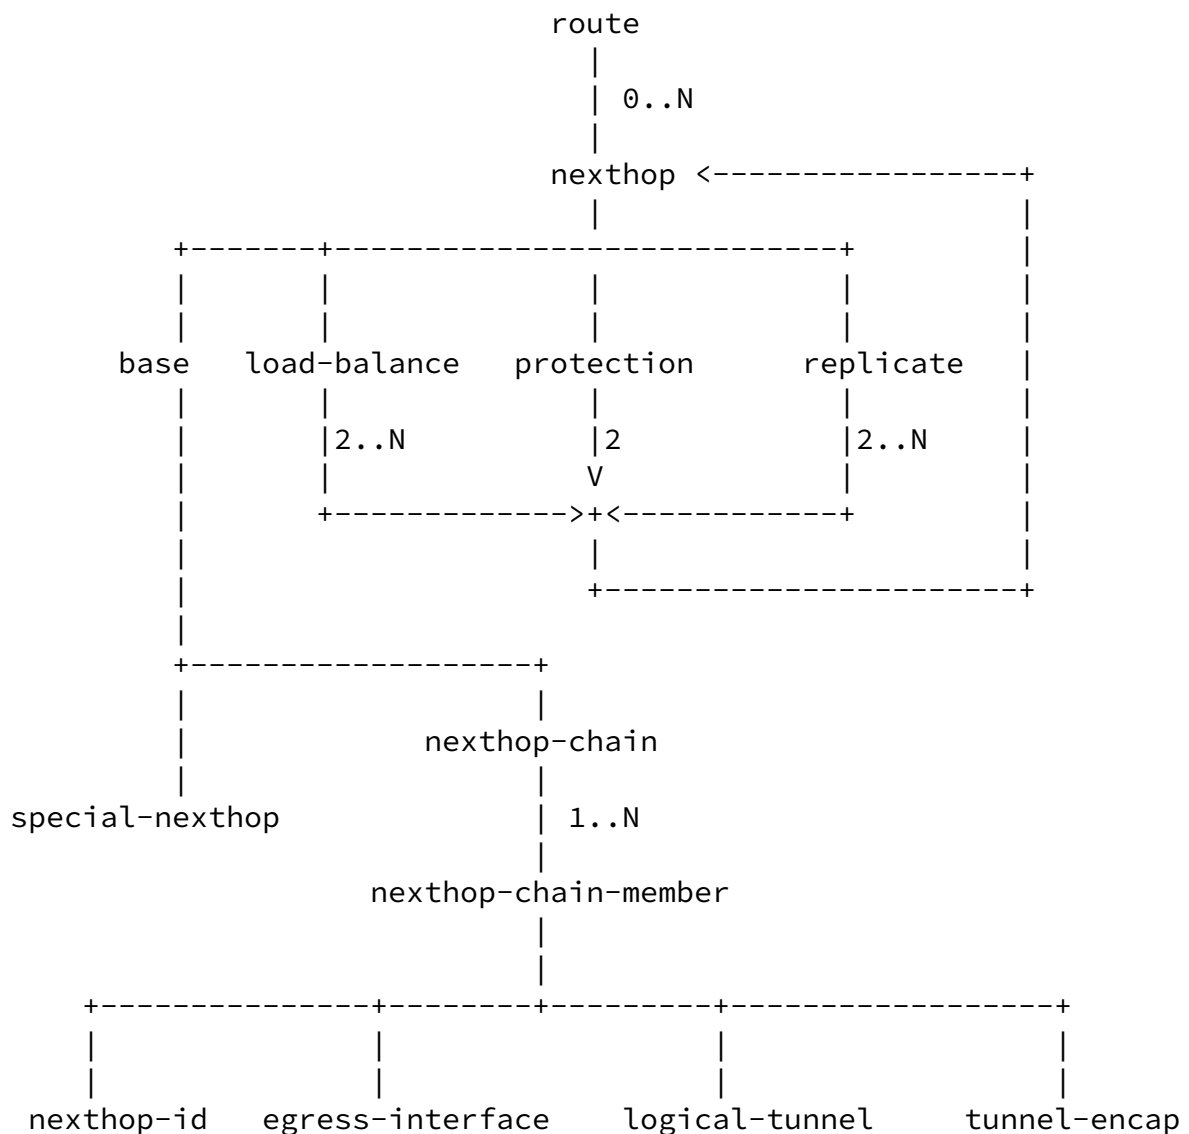 route
0..N
nexthop
base load-balance protection replicate
2..N 2 2..N
V
nexthop-chain
special-nexthop 1..N
nexthop-chain-member
nexthop-id egress-interface logical-tunnel tunnel-encap